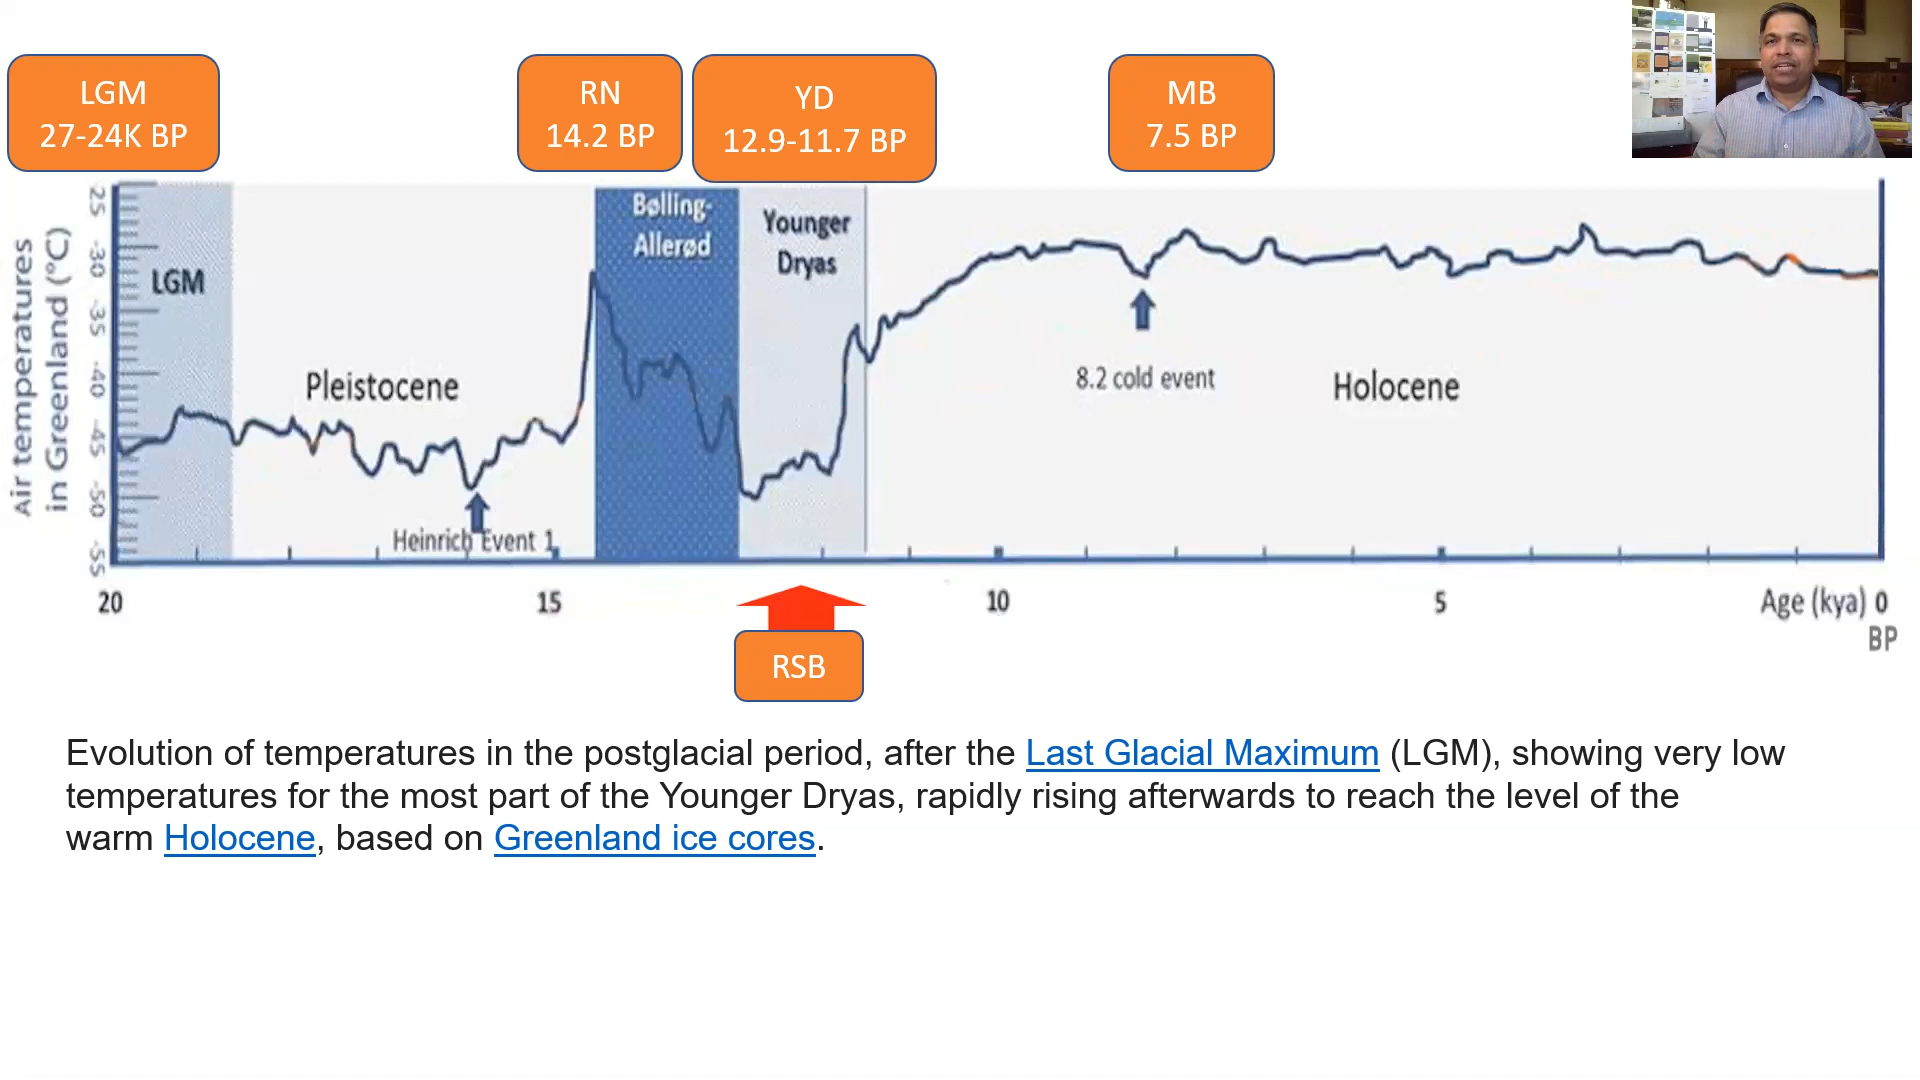 LGM
27-24K BP
RN
14.2 BP
YD
12.9-11.7 BP
MB
7.5 BP
Air temperatures
in Greenland (°C)
25
-30
-35
-40
-45
-50
-55
LGM
Pleistocene
Heinrich Event 1
Bølling-
Allerød
Younger
Dryas
8.2 cold event
Holocene
20
15
10
5
Age (kya) 0
BP
RSB
Evolution of temperatures in the postglacial period, after the Last Glacial Maximum (LGM), showing very low
temperatures for the most part of the Younger Dryas, rapidly rising afterwards to reach the level of the
warm Holocene, based on Greenland ice cores.